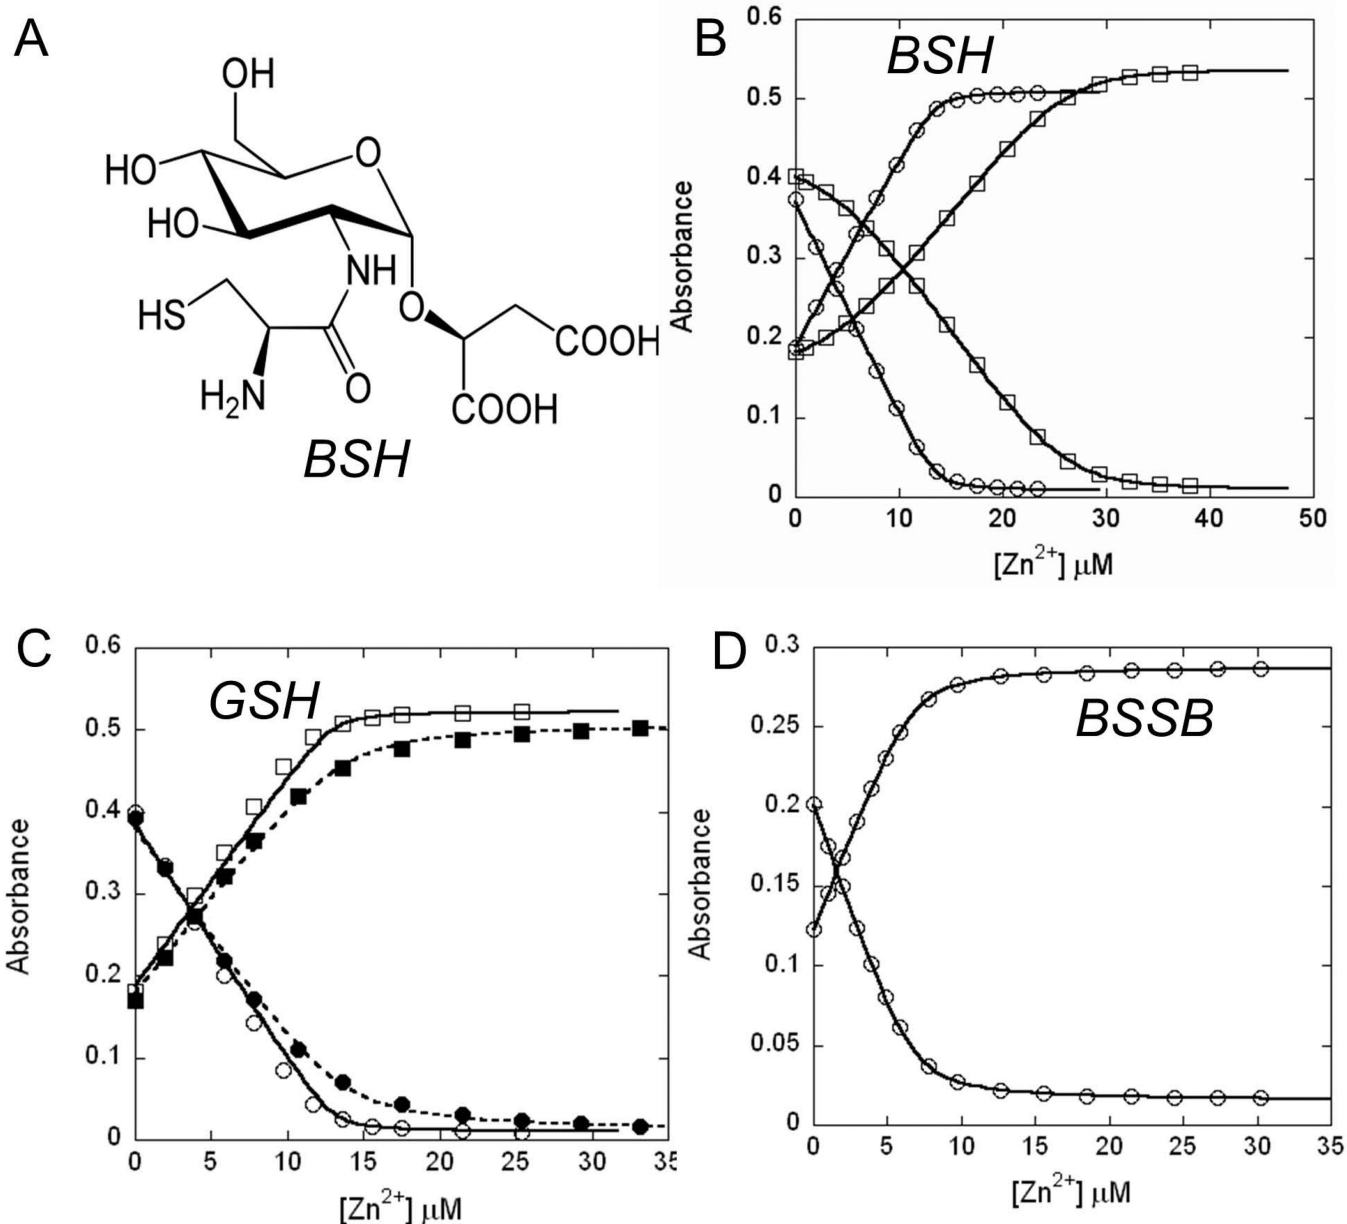 A
OH
HO
O
HO
NH
HS
O
COOH
H₂N
O
COOH
BSH
B
BSH
0.6
0.5
0.4
0.3
0.2
0.1
0
Absorbance
0 10 20 30 40 50
[Zn²⁺] μM
C
GSH
0.6
0.5
0.4
0.3
0.2
0.1
0
Absorbance
0 5 10 15 20 25 30 35
[Zn²⁺] μM
D
BSSB
0.3
0.25
0.2
0.15
0.1
0.05
0
Absorbance
0 5 10 15 20 25 30 35
[Zn²⁺] μM